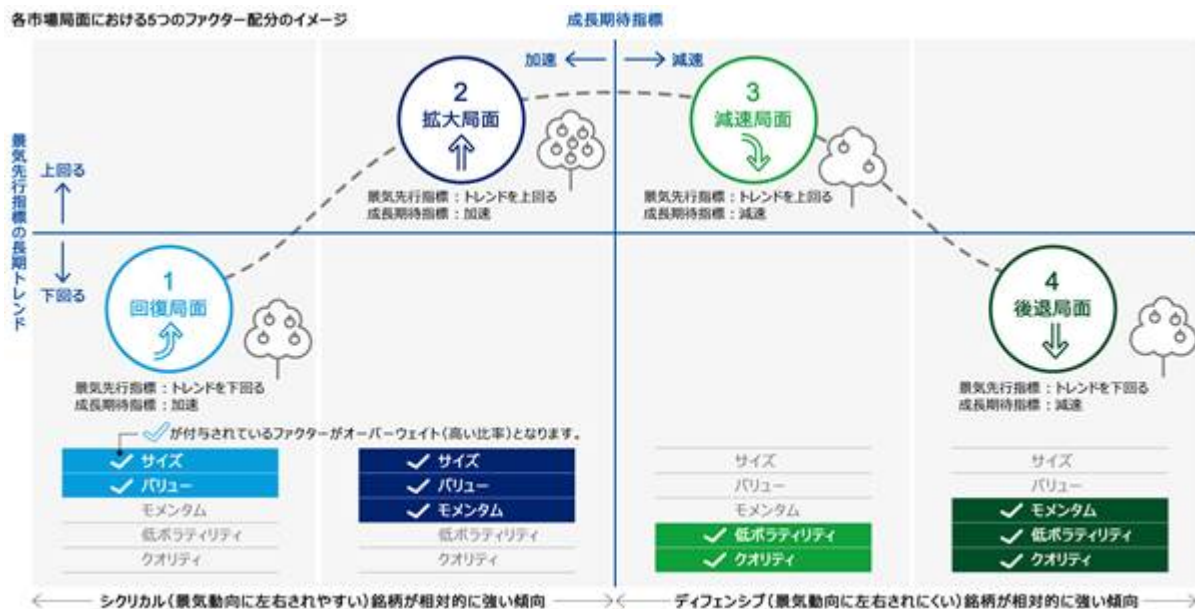 各市場局面における5つのファクター配分のイメージ
成長期待指標
加速
減速
景気先行指標の長期トレンド
上回る
下回る
1
回復局面
景気先行指標：トレンドを下回る
成長期待指標：加速
2
拡大局面
景気先行指標：トレンドを上回る
成長期待指標：加速
3
減速局面
景気先行指標：トレンドを上回る
成長期待指標：減速
4
後退局面
景気先行指標：トレンドを下回る
成長期待指標：減速
が付与されているファクターがオーバーウェイト(高い比率)となります。
サイズ
バリュー
モメンタム
低ボラティリティ
クオリティ
サイズ
バリュー
モメンタム
低ボラティリティ
クオリティ
サイズ
バリュー
モメンタム
低ボラティリティ
クオリティ
サイズ
バリュー
モメンタム
低ボラティリティ
クオリティ
シクリカル(景気動向に左右されやすい)銘柄が相対的に強い傾向
ディフェンシブ(景気動向に左右されにくい)銘柄が相対的に強い傾向